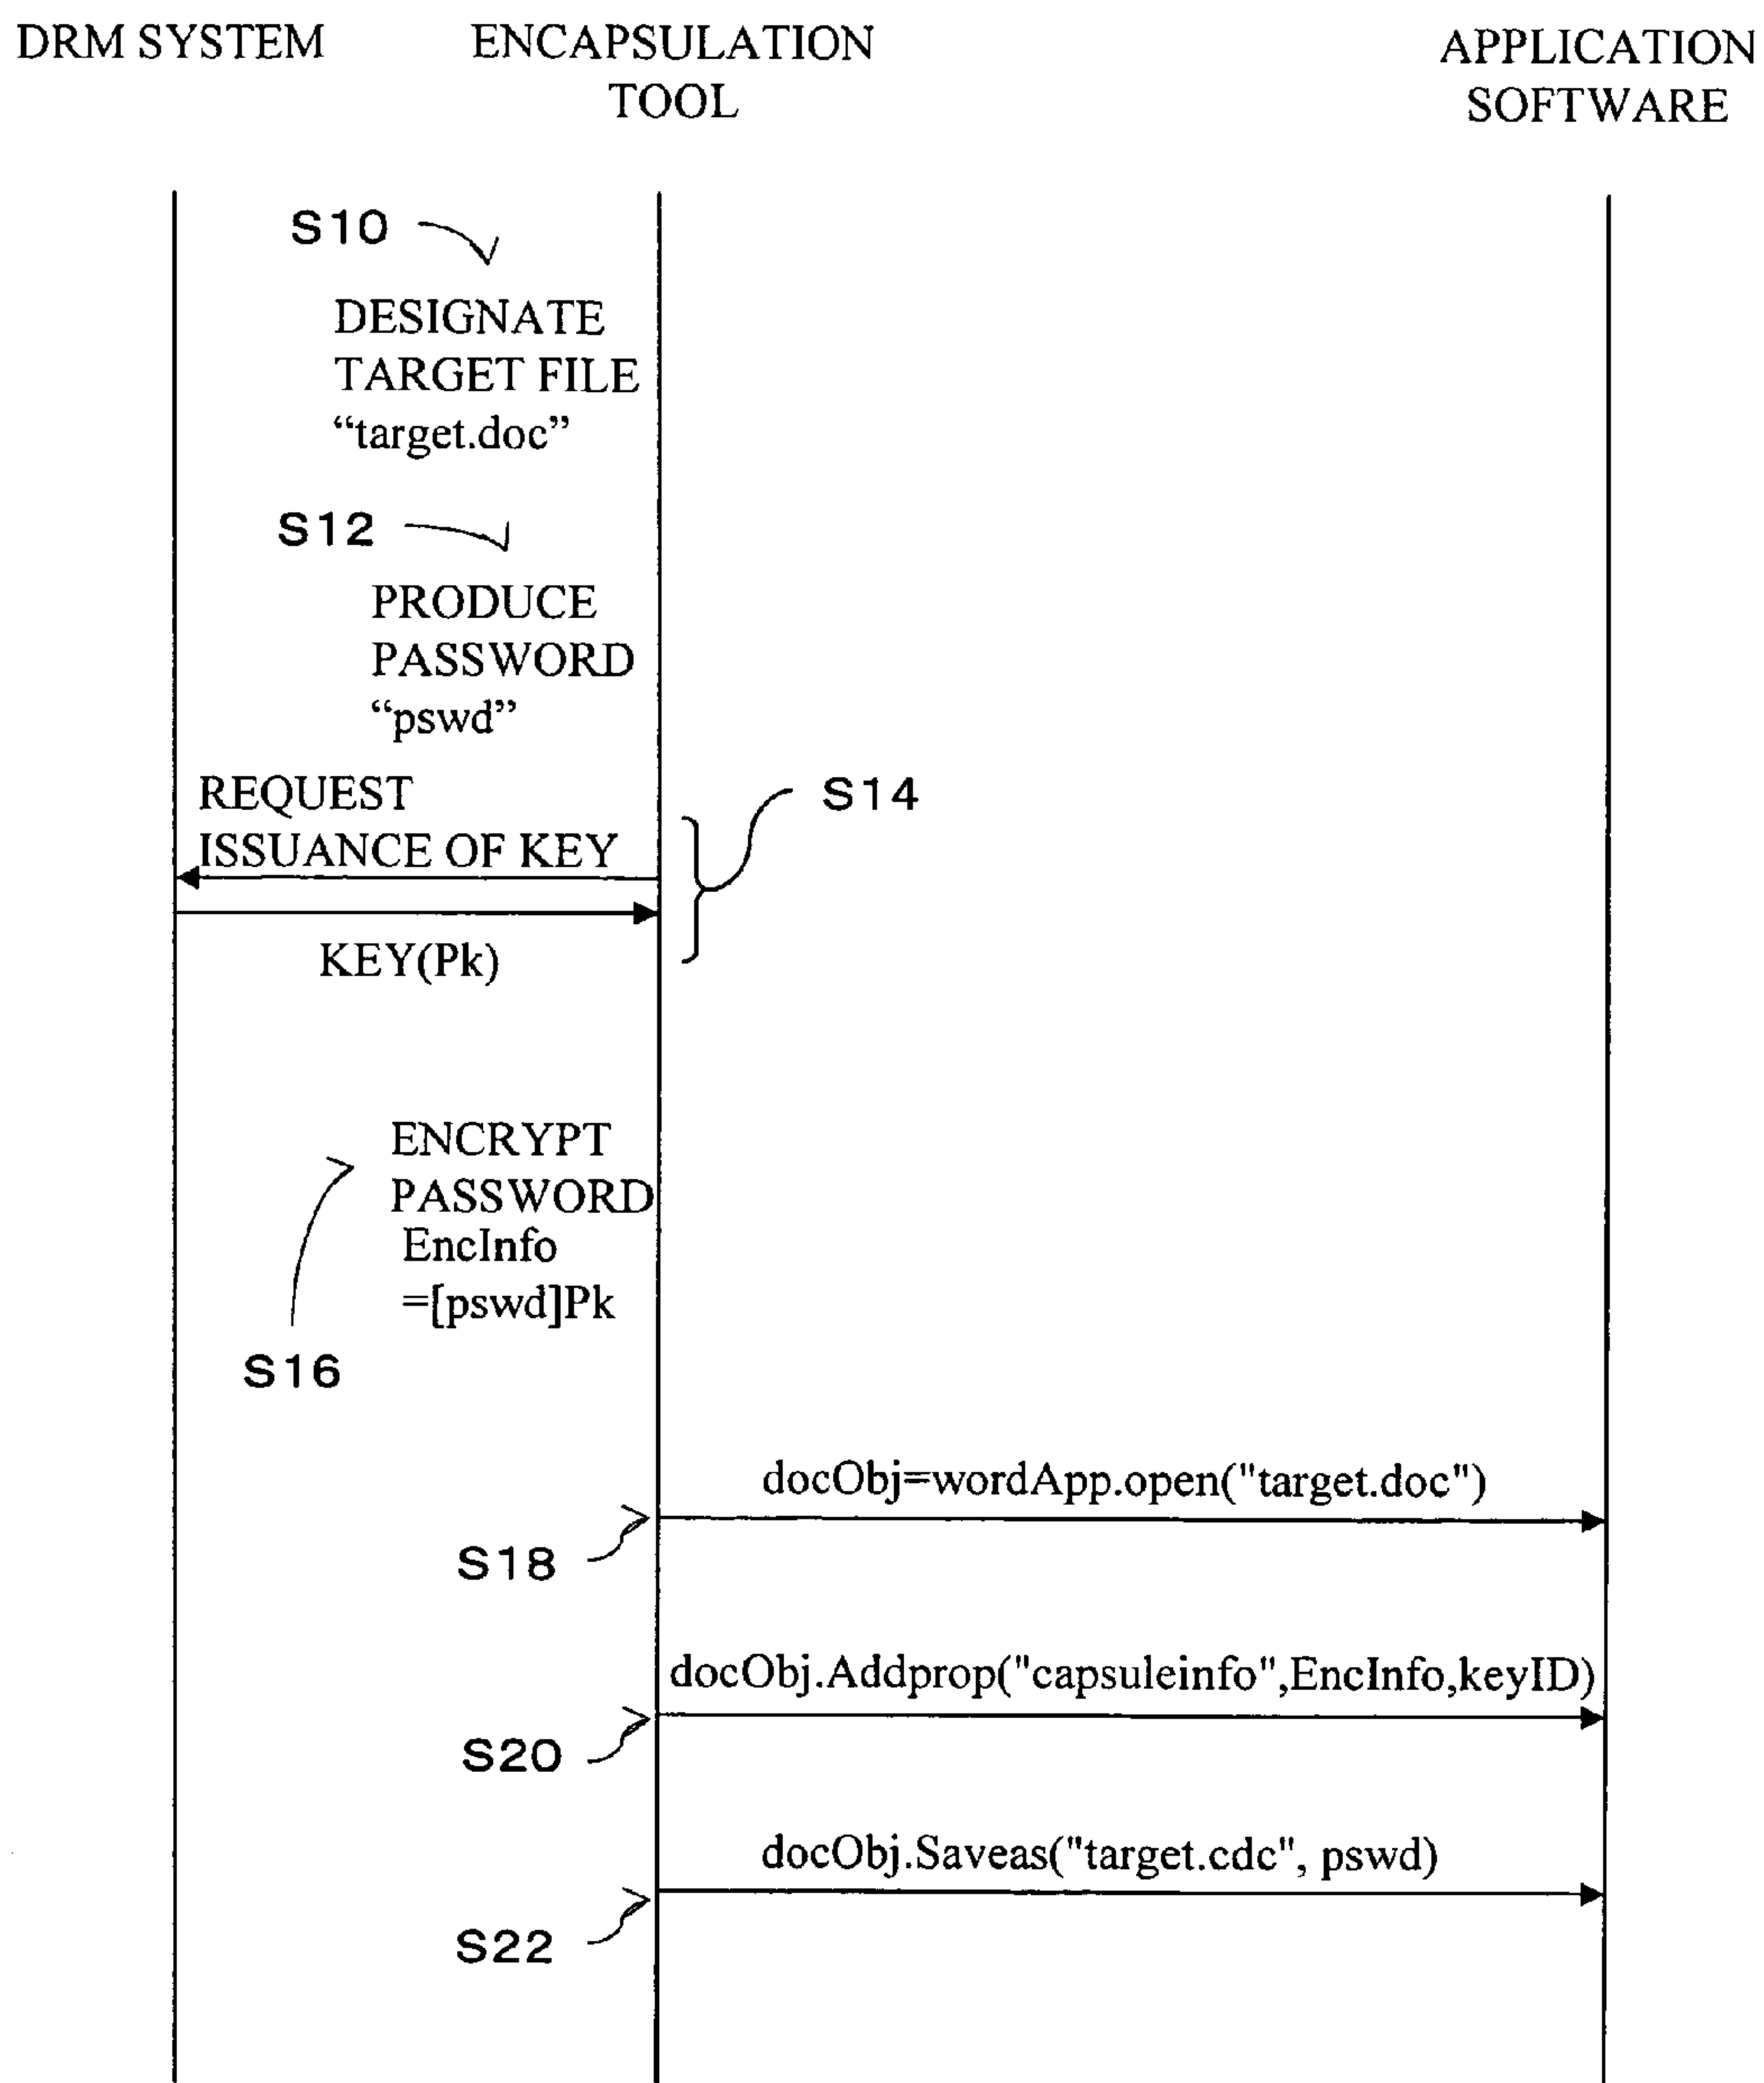 DRM SYSTEM
ENCAPSULATION
TOOL
APPLICATION
SOFTWARE
S10
DESIGNATE
TARGET FILE
“target.doc”
S12
PRODUCE
PASSWORD
“pswd”
REQUEST
ISSUANCE OF KEY
S14
KEY(Pk)
ENCRYPT
PASSWORD
EncInfo
=[pswd]Pk
S16
docObj=wordApp.open("target.doc")
S18
docObj.Addprop("capsuleinfo",EncInfo,keyID)
S20
docObj.Saveas("target.cdc", pswd)
S22